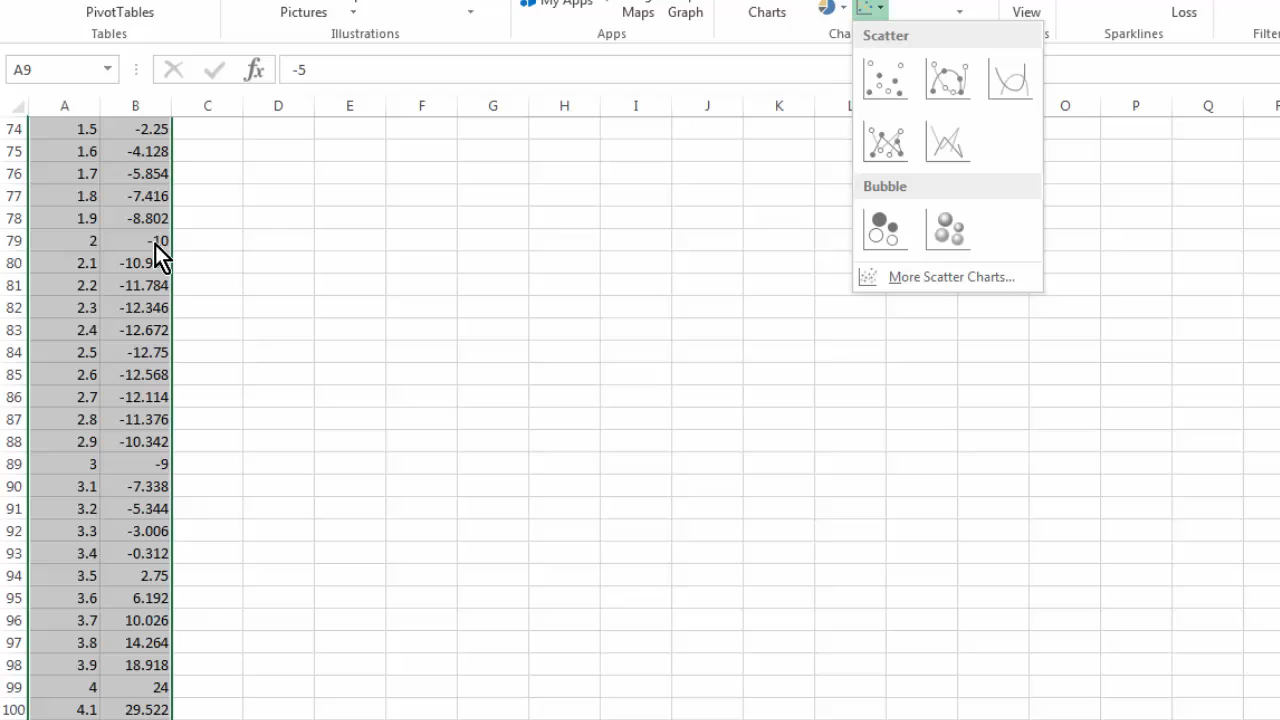 PivotTables Pictures My Apps Maps Graph Charts View Loss
Tables Illustrations Apps Sparklines
A9 fx -5
Scatter
Bubble
More Scatter Charts...
A B C D E F G H I J K O P Q
74 1.5 -2.25
75 1.6 -4.128
76 1.7 -5.854
77 1.8 -7.416
78 1.9 -8.802
79 2 -10
80 2.1
81 2.2 -11.784
82 2.3 -12.346
83 2.4 -12.672
84 2.5 -12.75
85 2.6 -12.568
86 2.7 -12.114
87 2.8 -11.376
88 2.9 -10.342
89 3 -9
90 3.1 -7.338
91 3.2 -5.344
92 3.3 -3.006
93 3.4 -0.312
94 3.5 2.75
95 3.6 6.192
96 3.7 10.026
97 3.8 14.264
98 3.9 18.918
99 4 24
100 4.1 29.522